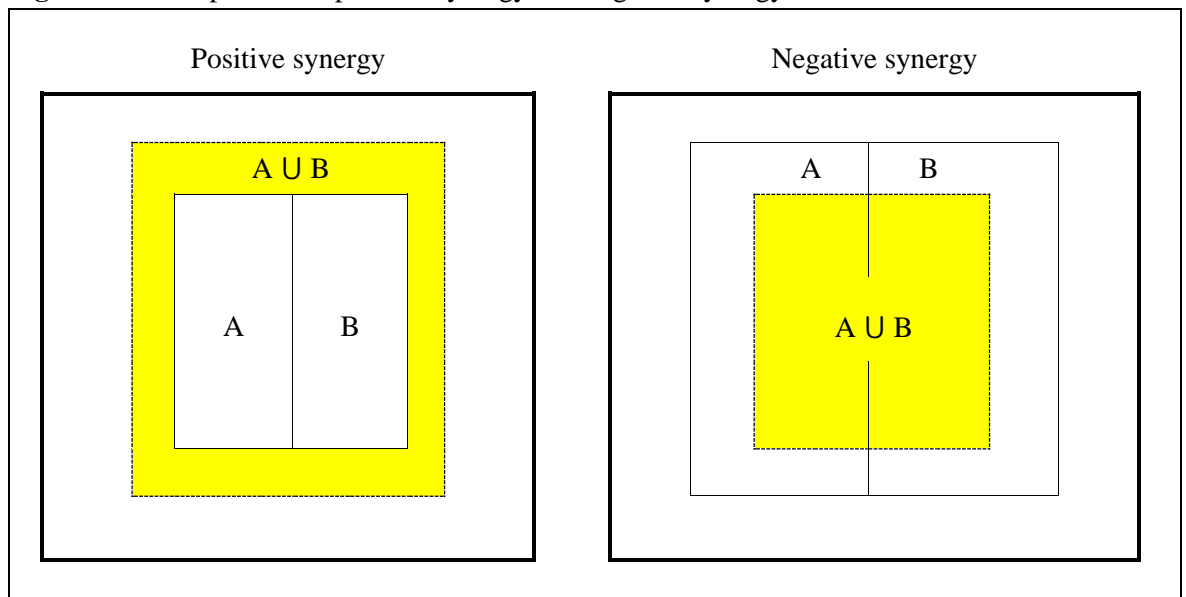 Positive synergy
Negative synergy
A ∪ B
A B
A B
A ∪ B